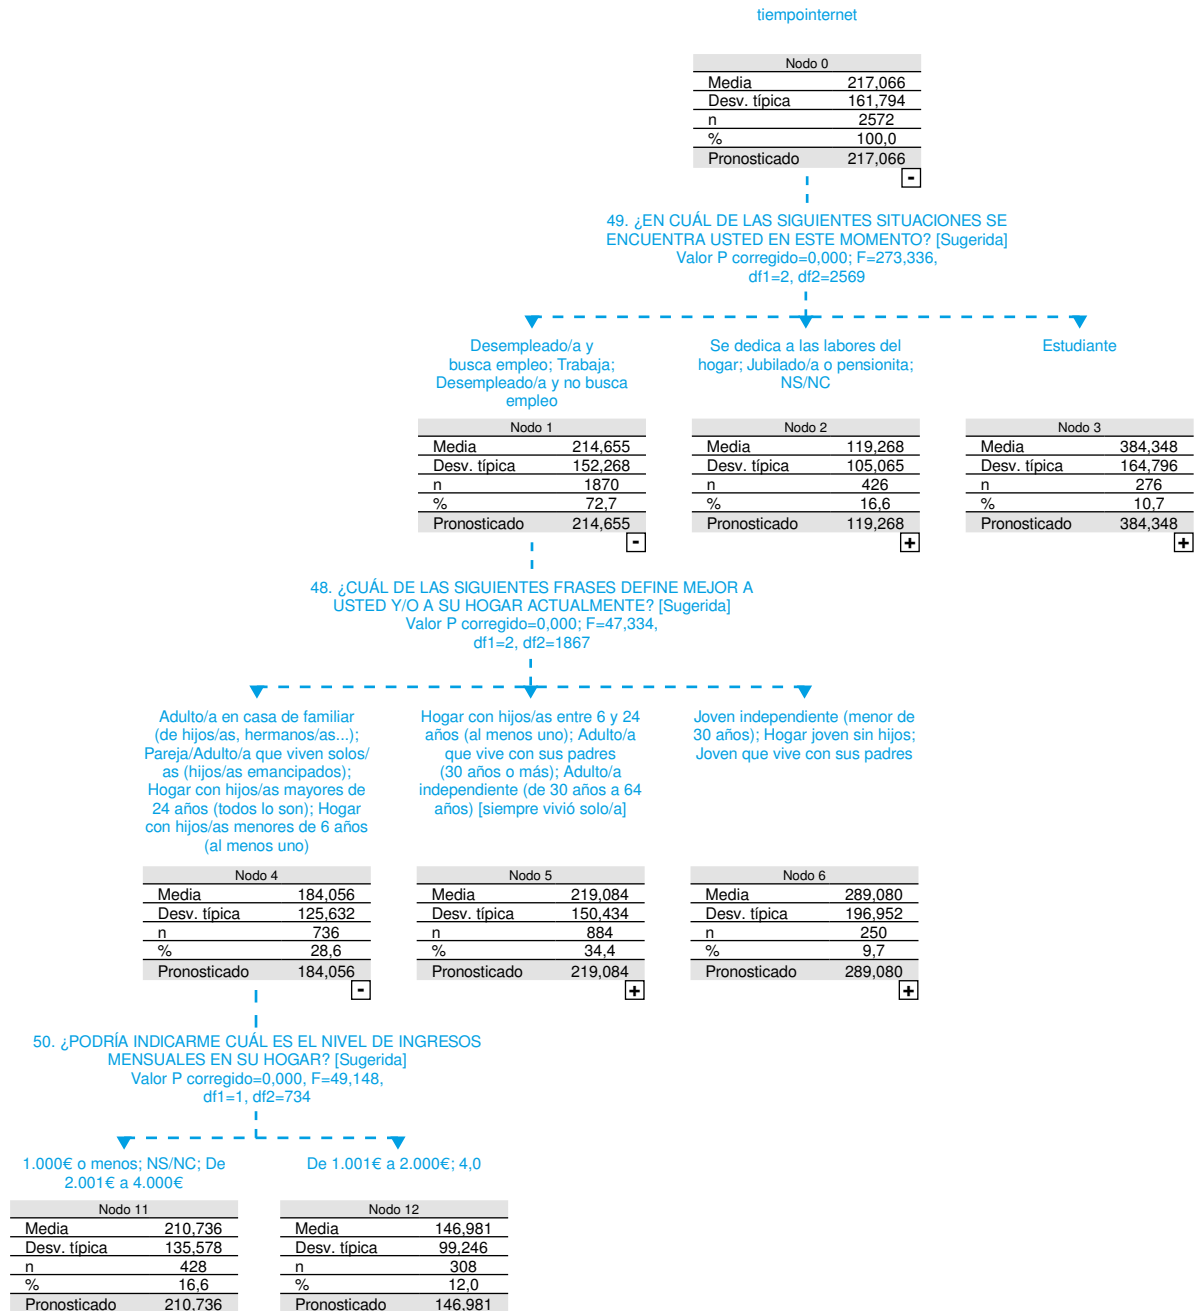 tiempointernet
Nodo 0
Media 217,066
Desv. típica 161,794
n 2572
% 100,0
Pronosticado 217,066
-
49. ¿EN CUÁL DE LAS SIGUIENTES SITUACIONES SE
ENCUENTRA USTED EN ESTE MOMENTO? [Sugerida]
Valor P corregido=0,000; F=273,336,
df1=2, df2=2569
Desempleado/a y
busca empleo; Trabaja;
Desempleado/a y no busca
empleo
Se dedica a las labores del
hogar; Jubilado/a o pensionita;
NS/NC
Estudiante
Nodo 1
Media 214,655
Desv. típica 152,268
n 1870
% 72,7
Pronosticado 214,655
-
Nodo 2
Media 119,268
Desv. típica 105,065
n 426
% 16,6
Pronosticado 119,268
+
Nodo 3
Media 384,348
Desv. típica 164,796
n 276
% 10,7
Pronosticado 384,348
+
48. ¿CUÁL DE LAS SIGUIENTES FRASES DEFINE MEJOR A
USTED Y/O A SU HOGAR ACTUALMENTE? [Sugerida]
Valor P corregido=0,000; F=47,334,
df1=2, df2=1867
Adulto/a en casa de familiar
(de hijos/as, hermanos/as...);
Pareja/Adulto/a que viven solos/
as (hijos/as emancipados);
Hogar con hijos/as mayores de
24 años (todos lo son); Hogar
con hijos/as menores de 6 años
(al menos uno)
Hogar con hijos/as entre 6 y 24
años (al menos uno); Adulto/a
que vive con sus padres
(30 años o más); Adulto/a
independiente (de 30 años a 64
años) [siempre vivió solo/a]
Joven independiente (menor de
30 años); Hogar joven sin hijos;
Joven que vive con sus padres
Nodo 4
Media 184,056
Desv. típica 125,632
n 736
% 28,6
Pronosticado 184,056
-
Nodo 5
Media 219,084
Desv. típica 150,434
n 884
% 34,4
Pronosticado 219,084
+
Nodo 6
Media 289,080
Desv. típica 196,952
n 250
% 9,7
Pronosticado 289,080
+
50. ¿PODRÍA INDICARME CUÁL ES EL NIVEL DE INGRESOS
MENSUALES EN SU HOGAR? [Sugerida]
Valor P corregido=0,000, F=49,148,
df1=1, df2=734
1.000€ o menos; NS/NC; De
2.001€ a 4.000€
De 1.001€ a 2.000€; 4,0
Nodo 11
Media 210,736
Desv. típica 135,578
n 428
% 16,6
Pronosticado 210,736
Nodo 12
Media 146,981
Desv. típica 99,246
n 308
% 12,0
Pronosticado 146,981